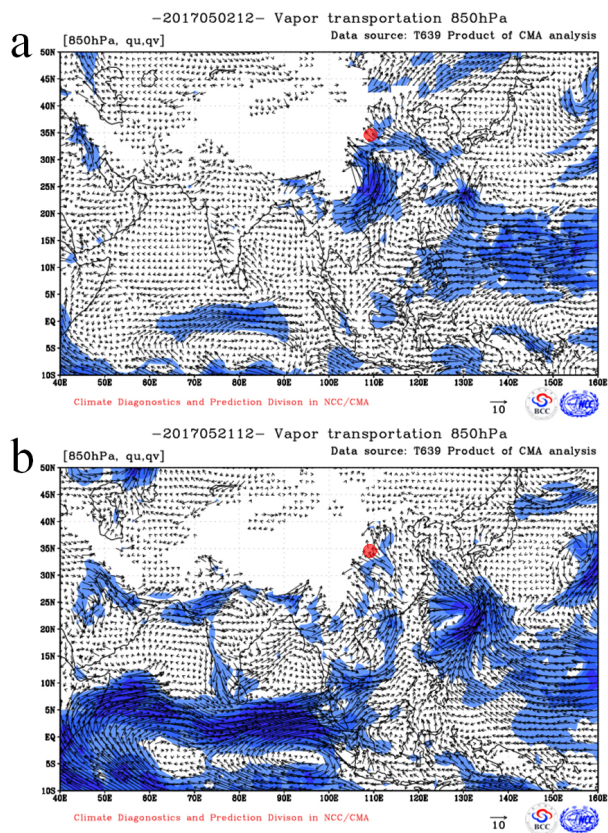 a
-2017050212- Vapor transportation 850hPa
[850hPa, qu,qv]
Data source: T639 Product of CMA analysis
50N
45N
40N
35N
30N
25N
20N
15N
10N
5N
EQ
5S
10S
40E 50E 60E 70E 80E 90E 100E 110E 120E 130E 140E 150E 160E
Climate Diagonostics and Prediction Divison in NCC/CMA
10
BCC
NCC
b
-2017052112- Vapor transportation 850hPa
[850hPa, qu,qv]
Data source: T639 Product of CMA analysis
50N
45N
40N
35N
30N
25N
20N
15N
10N
5N
EQ
5S
10S
40E 50E 60E 70E 80E 90E 100E 110E 120E 130E 140E 150E 160E
Climate Diagonostics and Prediction Divison in NCC/CMA
10
BCC
NCC